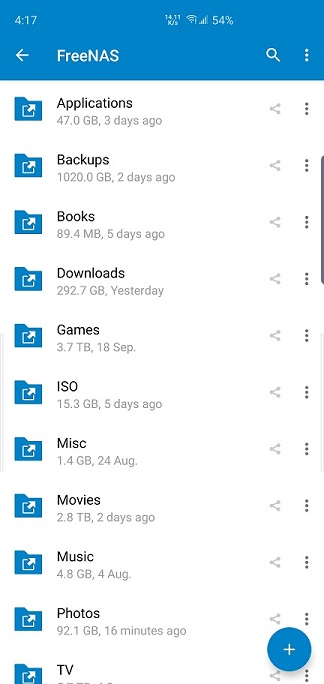 4:17
14.11
K/s
54%
FreeNAS
Applications
47.0 GB, 3 days ago
Backups
1020.0 GB, 2 days ago
Books
89.4 MB, 5 days ago
Downloads
292.7 GB, Yesterday
Games
3.7 TB, 18 Sep.
ISO
15.3 GB, 5 days ago
Misc
1.4 GB, 24 Aug.
Movies
2.8 TB, 2 days ago
Music
4.8 GB, 4 Aug.
Photos
92.1 GB, 16 minutes ago
TV